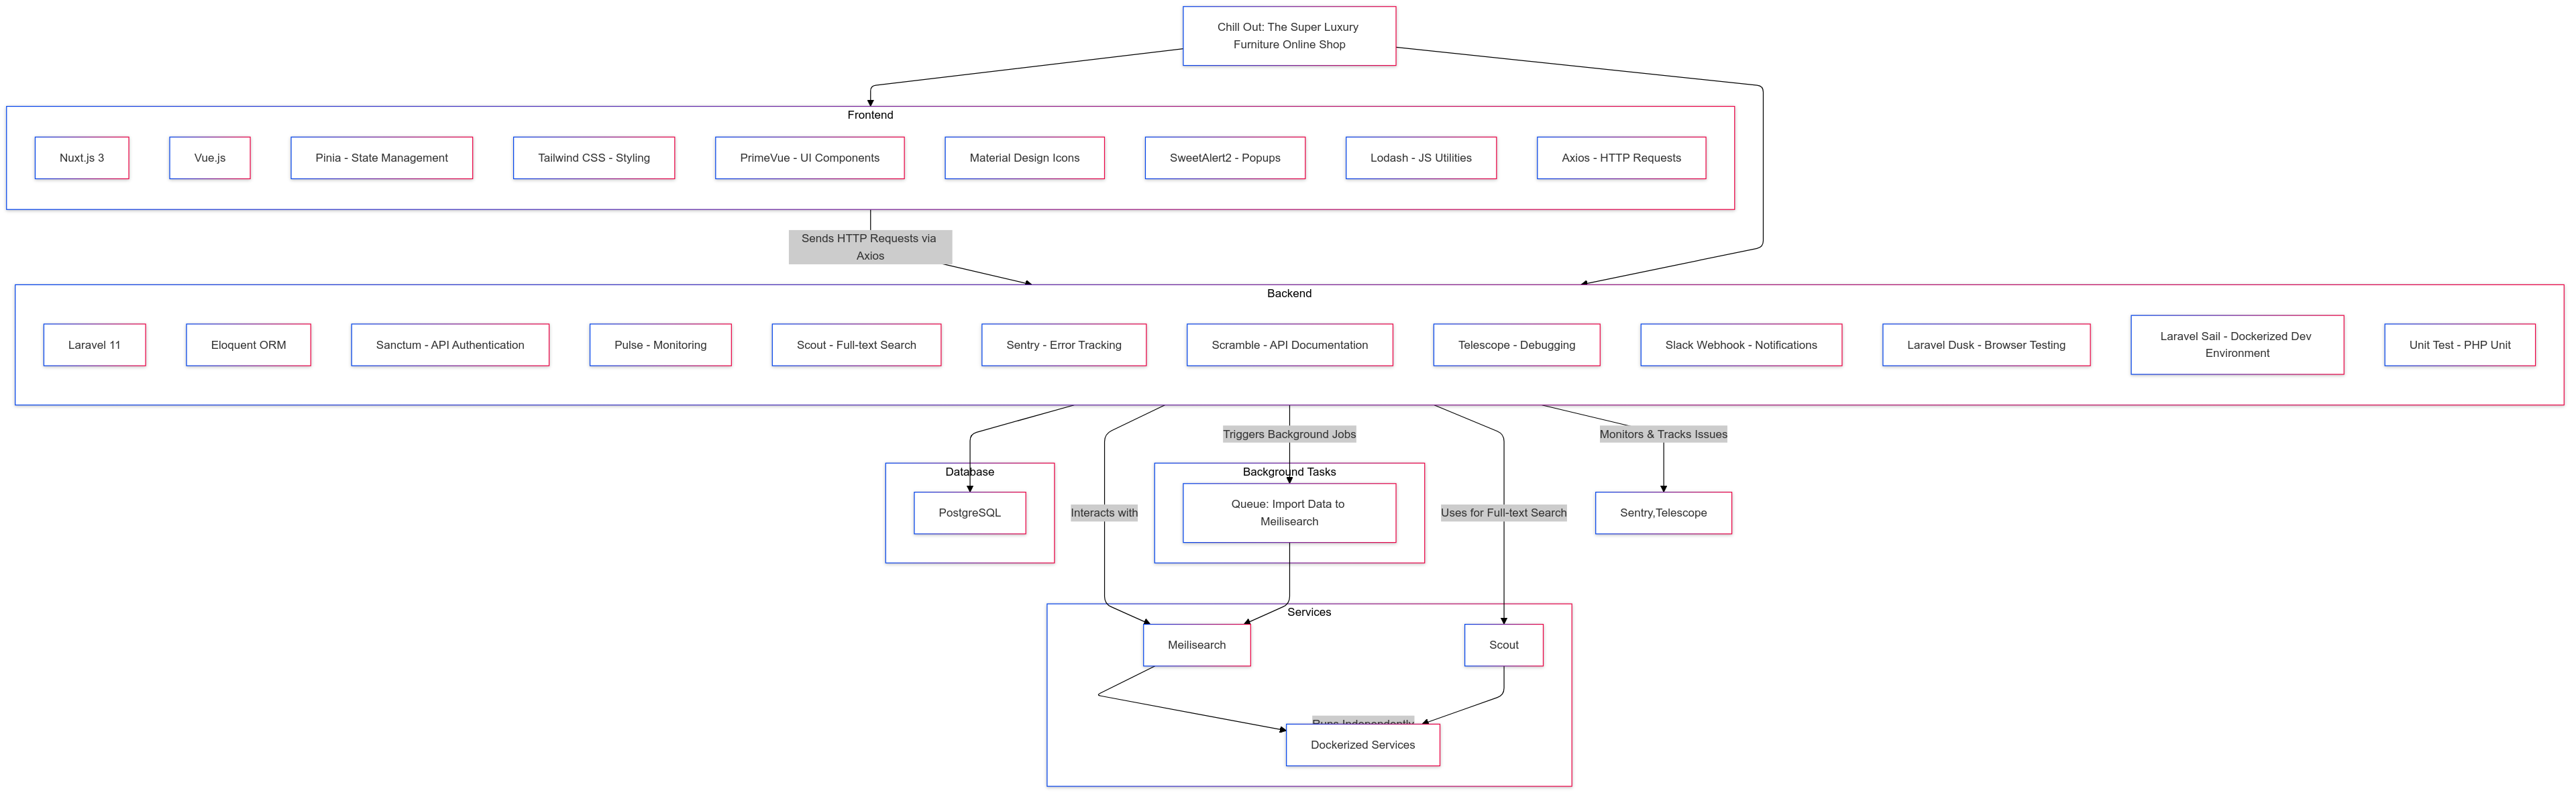 Chill Out: The Super Luxury
Furniture Online Shop
Frontend
Nuxt.js 3
Vue.js
Pinia - State Management
Tailwind CSS - Styling
PrimeVue - UI Components
Material Design Icons
SweetAlert2 - Popups
Lodash - JS Utilities
Axios - HTTP Requests
Sends HTTP Requests via
Axios
Backend
Laravel 11
Eloquent ORM
Sanctum - API Authentication
Pulse - Monitoring
Scout - Full-text Search
Sentry - Error Tracking
Scramble - API Documentation
Telescope - Debugging
Slack Webhook - Notifications
Laravel Dusk - Browser Testing
Laravel Sail - Dockerized Dev
Environment
Unit Test - PHP Unit
Triggers Background Jobs
Monitors & Tracks Issues
Database
PostgreSQL
Interacts with
Background Tasks
Queue: Import Data to
Meilisearch
Uses for Full-text Search
Sentry,Telescope
Services
Meilisearch
Scout
Runs Independently
Dockerized Services